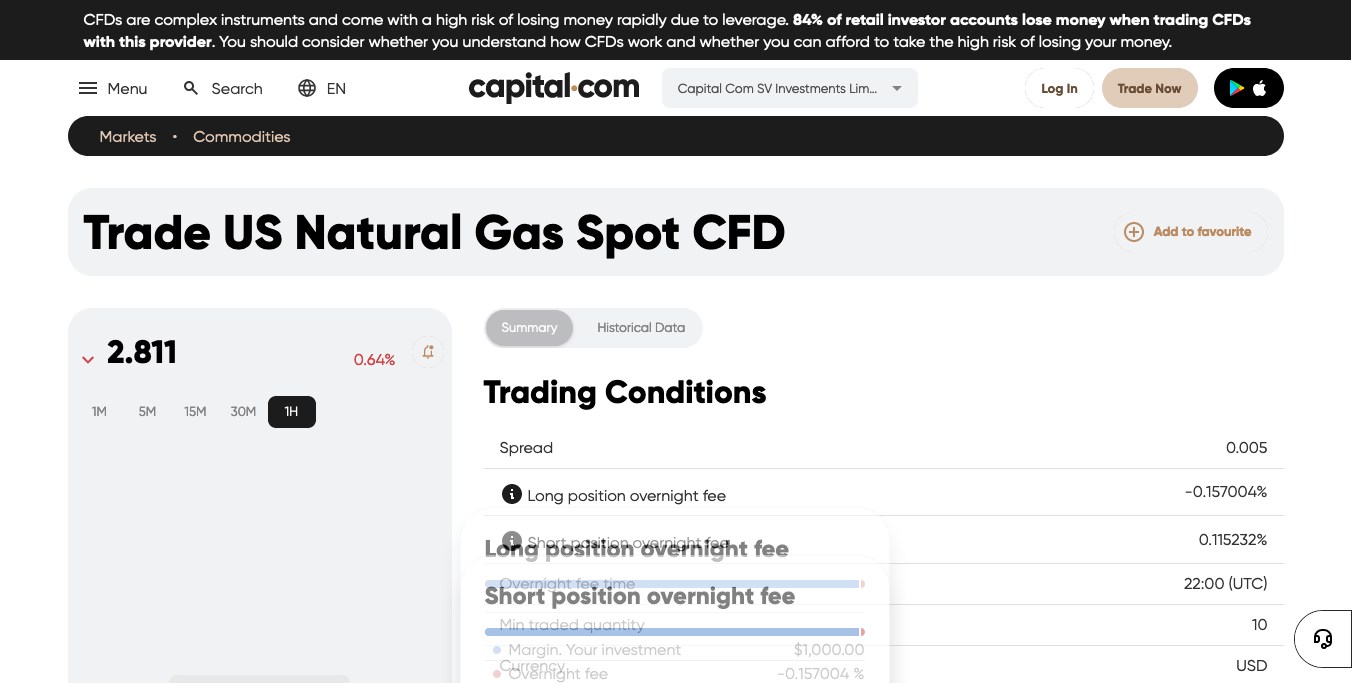 CFDs are complex instruments and come with a high risk of losing money rapidly due to leverage. 84% of retail investor accounts lose money when trading CFDs
with this provider. You should consider whether you understand how CFDs work and whether you can afford to take the high risk of losing your money.
Menu
Search
EN
capital.com
Capital Com SV Investments Lim...
Log In
Trade Now
Markets • Commodities
Trade US Natural Gas Spot CFD
Add to favourite
2.811
0.64%
1M 5M 15M 30M 1H
Summary
Historical Data
Trading Conditions
Spread 0.005
Long position overnight fee -0.157004%
Short position overnight fee 0.115232%
Long position overnight fee
Overnight fee time 22:00 (UTC)
Short position overnight fee
Min traded quantity 10
Margin. Your investment $1,000.00
Currency USD
Overnight fee -0.157004 %